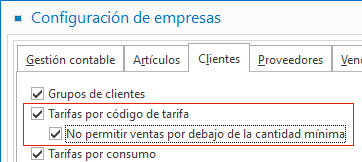 Configuración de empresas
Gestión contable Artículos Clientes Proveedores
Grupos de clientes
Tarifas por código de tarifa
No permitir ventas por debajo de la cantidad mínima
Tarifas por consumo